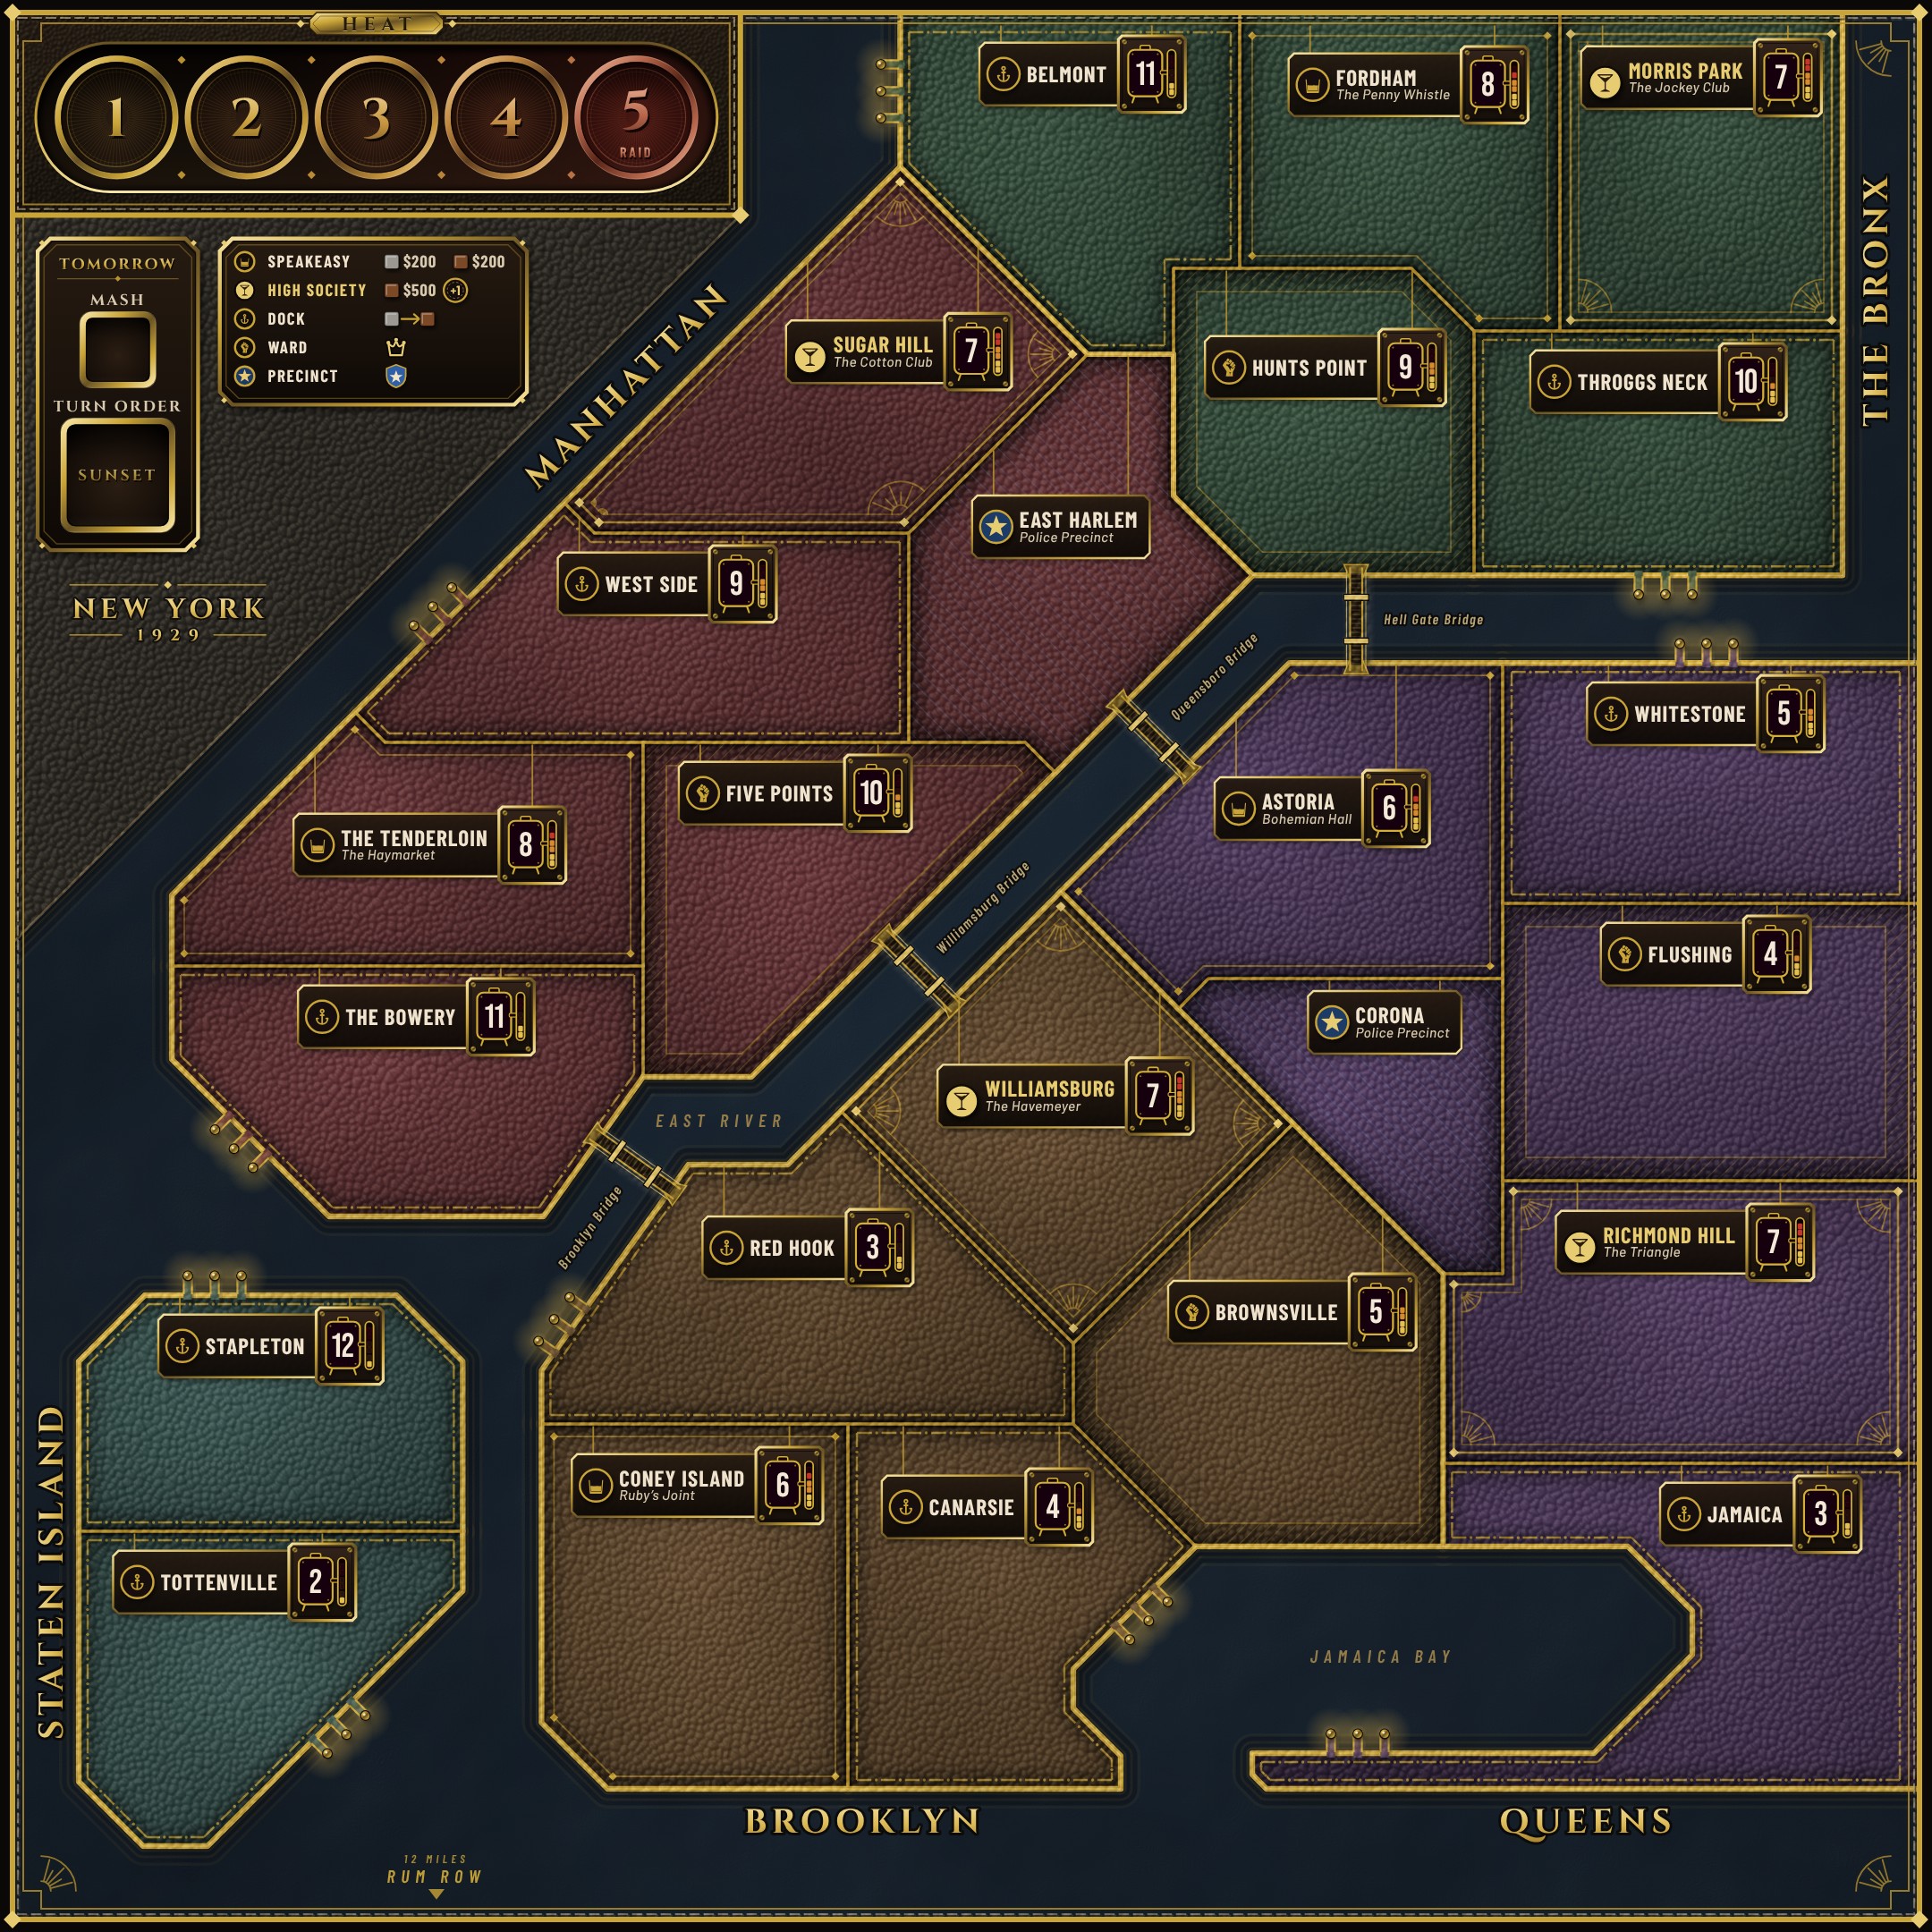 HEAT
1 2 3 4 5
RAID
TOMORROW
MASH
TURN ORDER
SUNSET
SPEAKEASY $200 $200
HIGH SOCIETY $500 +1
DOCK
WARD
PRECINCT
NEW YORK
1929
MANHATTAN
THE BRONX
BELMONT 11
FORDHAM 8
The Penny Whistle
MORRIS PARK 7
The Jockey Club
SUGAR HILL 7
The Cotton Club
HUNTS POINT 9
THROGGS NECK 10
EAST HARLEM
Police Precinct
WEST SIDE 9
Hell Gate Bridge
Queensboro Bridge
WHITESTONE 5
FIVE POINTS 10
ASTORIA 6
Bohemian Hall
THE TENDERLOIN 8
The Haymarket
Williamsburg Bridge
FLUSHING 4
THE BOWERY 11
CORONA
Police Precinct
WILLIAMSBURG 7
The Havemeyer
EAST RIVER
Brooklyn Bridge
RED HOOK 3
RICHMOND HILL 7
The Triangle
BROWNSVILLE 5
STAPLETON 12
STATEN ISLAND
CONEY ISLAND 6
Ruby's Joint
CANARSIE 4
JAMAICA 3
TOTTENVILLE 2
JAMAICA BAY
BROOKLYN
QUEENS
12 MILES
RUM ROW